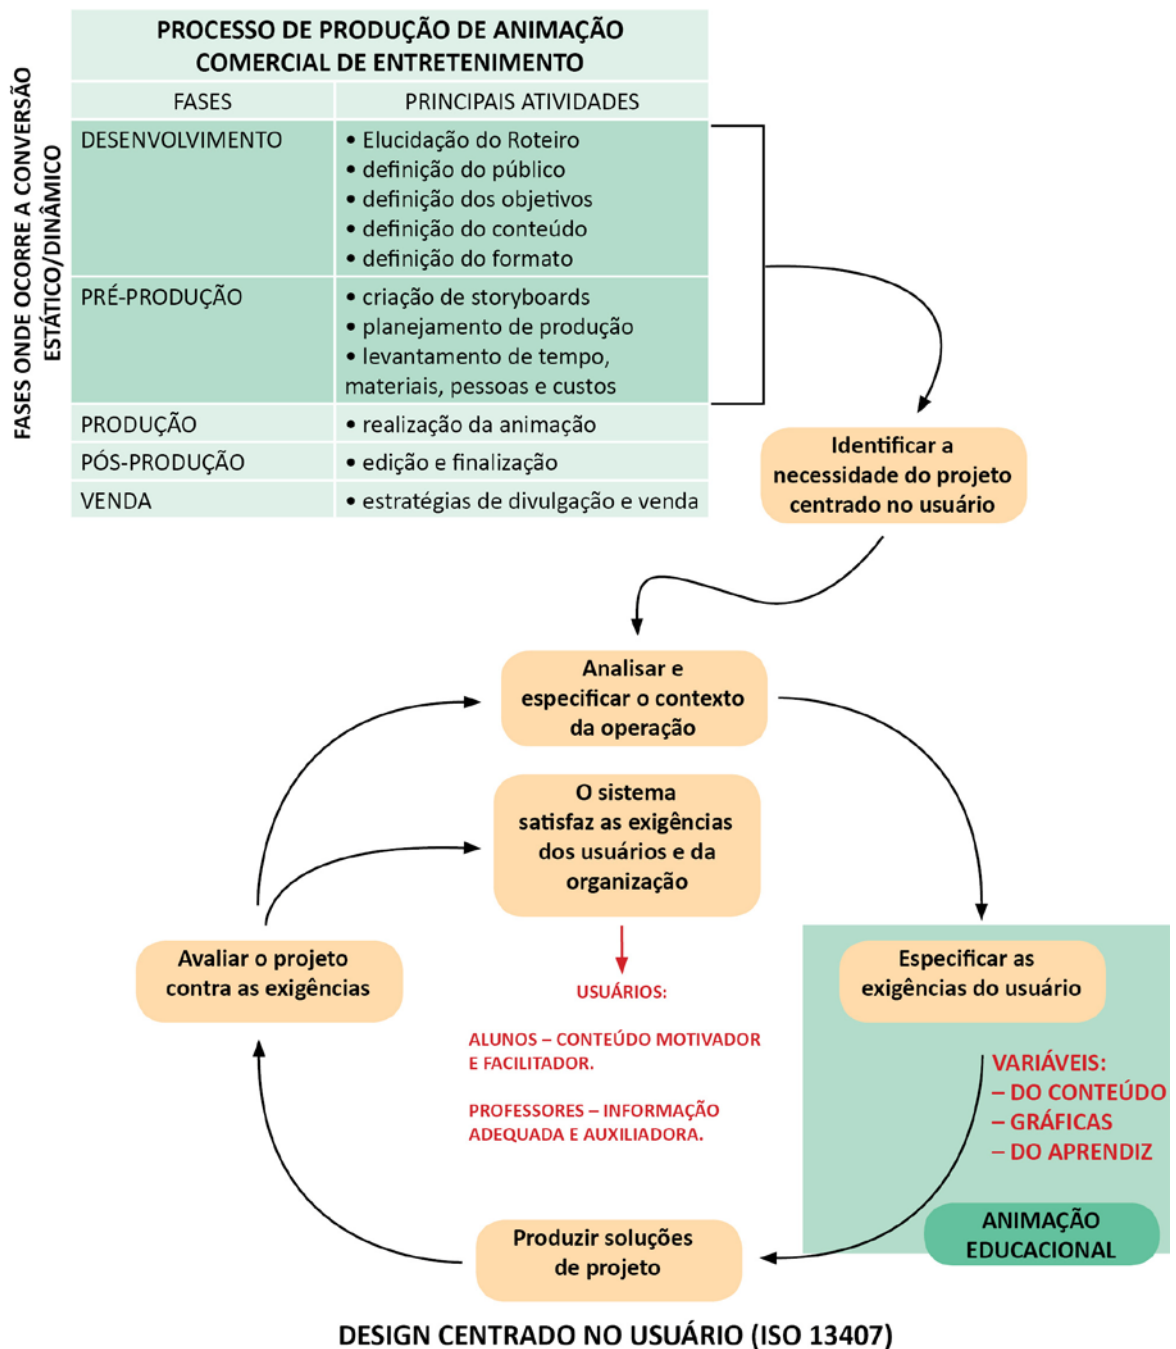 PROCESSO DE PRODUÇÃO DE ANIMAÇÃO
COMERCIAL DE ENTRETENIMENTO
FASES
PRINCIPAIS ATIVIDADES
FASES ONDE OCORRE A CONVERSÃO
ESTÁTICO/DINÂMICO
DESENVOLVIMENTO
• Elucidação do Roteiro
• definição do público
• definição dos objetivos
• definição do conteúdo
• definição do formato
PRÉ-PRODUÇÃO
• criação de storyboards
• planejamento de produção
• levantamento de tempo,
materiais, pessoas e custos
PRODUÇÃO
• realização da animação
PÓS-PRODUÇÃO
• edição e finalização
VENDA
• estratégias de divulgação e venda
Identificar a
necessidade do projeto
centrado no usuário
Analisar e
especificar o contexto
da operação
O sistema
satisfaz as exigências
dos usuários e da
organização
Avaliar o projeto
contra as exigências
Especificar as
exigências do usuário
USUÁRIOS:
ALUNOS – CONTEÚDO MOTIVADOR
E FACILITADOR.
PROFESSORES – INFORMAÇÃO
ADEQUADA E AUXILIADORA.
VARIÁVEIS:
– DO CONTEÚDO
– GRÁFICAS
– DO APRENDIZ
Produzir soluções
de projeto
ANIMAÇÃO
EDUCACIONAL
DESIGN CENTRADO NO USUÁRIO (ISO 13407)